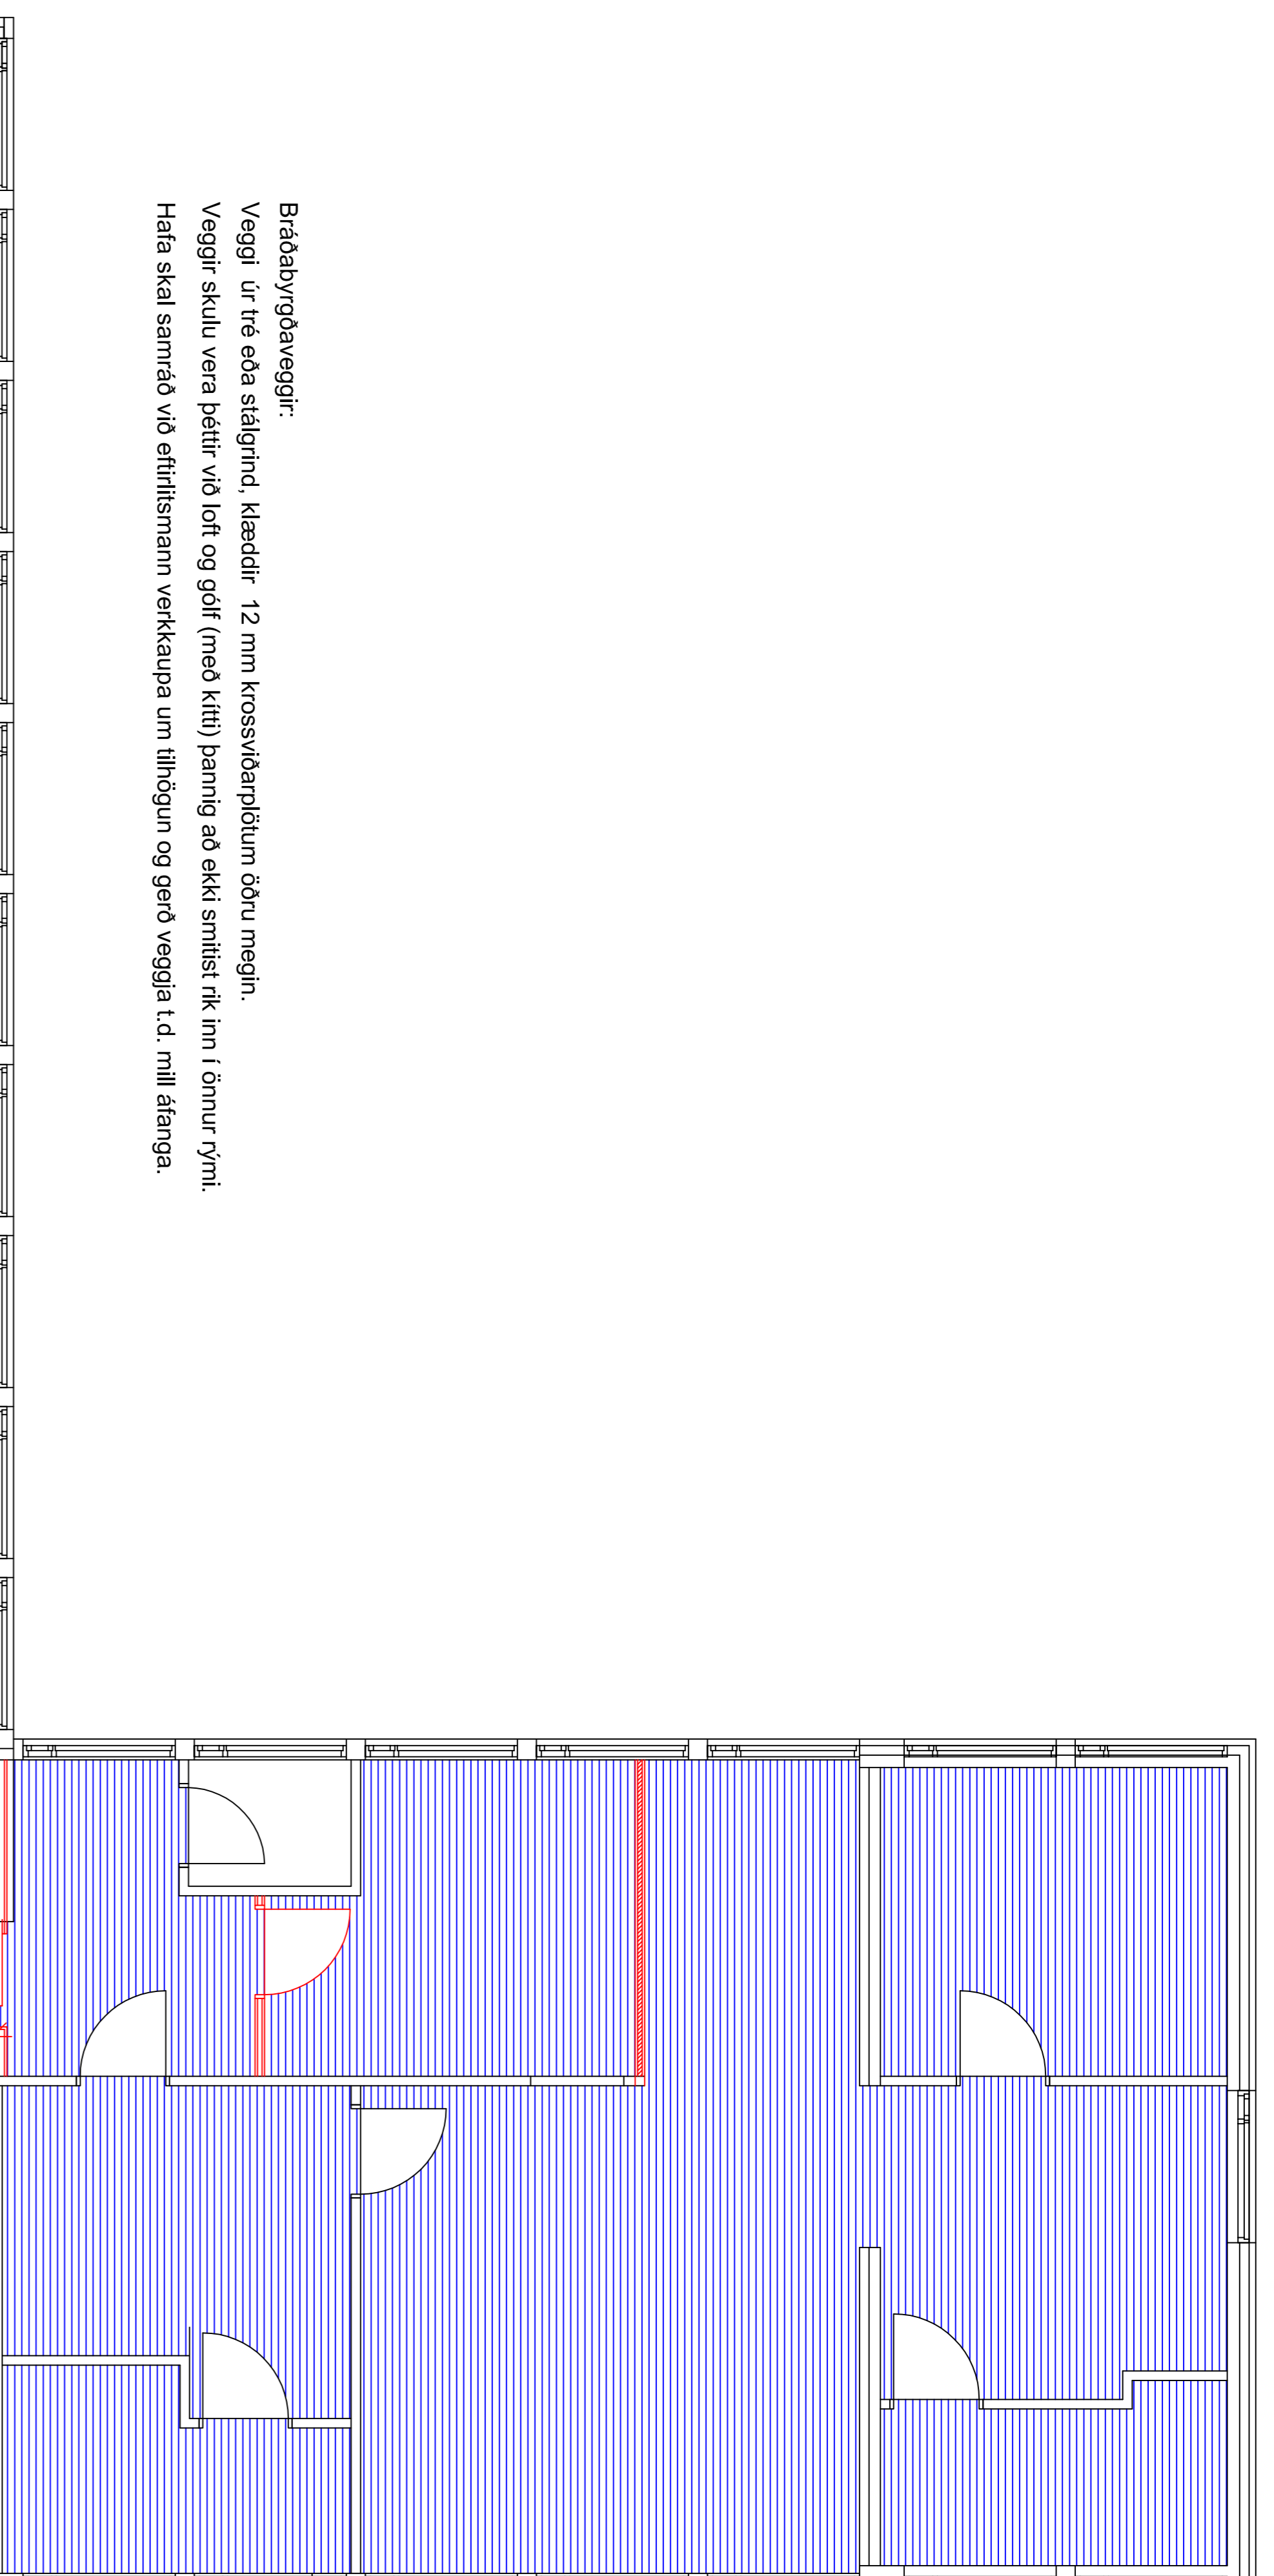 Bráðabyrgðaveggir:
Veggi úr tré eða stálgrind, klæddir 12 mm krossviðarplötum öðru megin.
Veggir skulu vera þéttir við loft og gólf (með kítti) þannig að ekki smitist rik inn í önnur rými.
Hafa skal samráð við eftirlitsmann verkkaupa um tilhögun og gerð veggja t.d. mill áfanga.